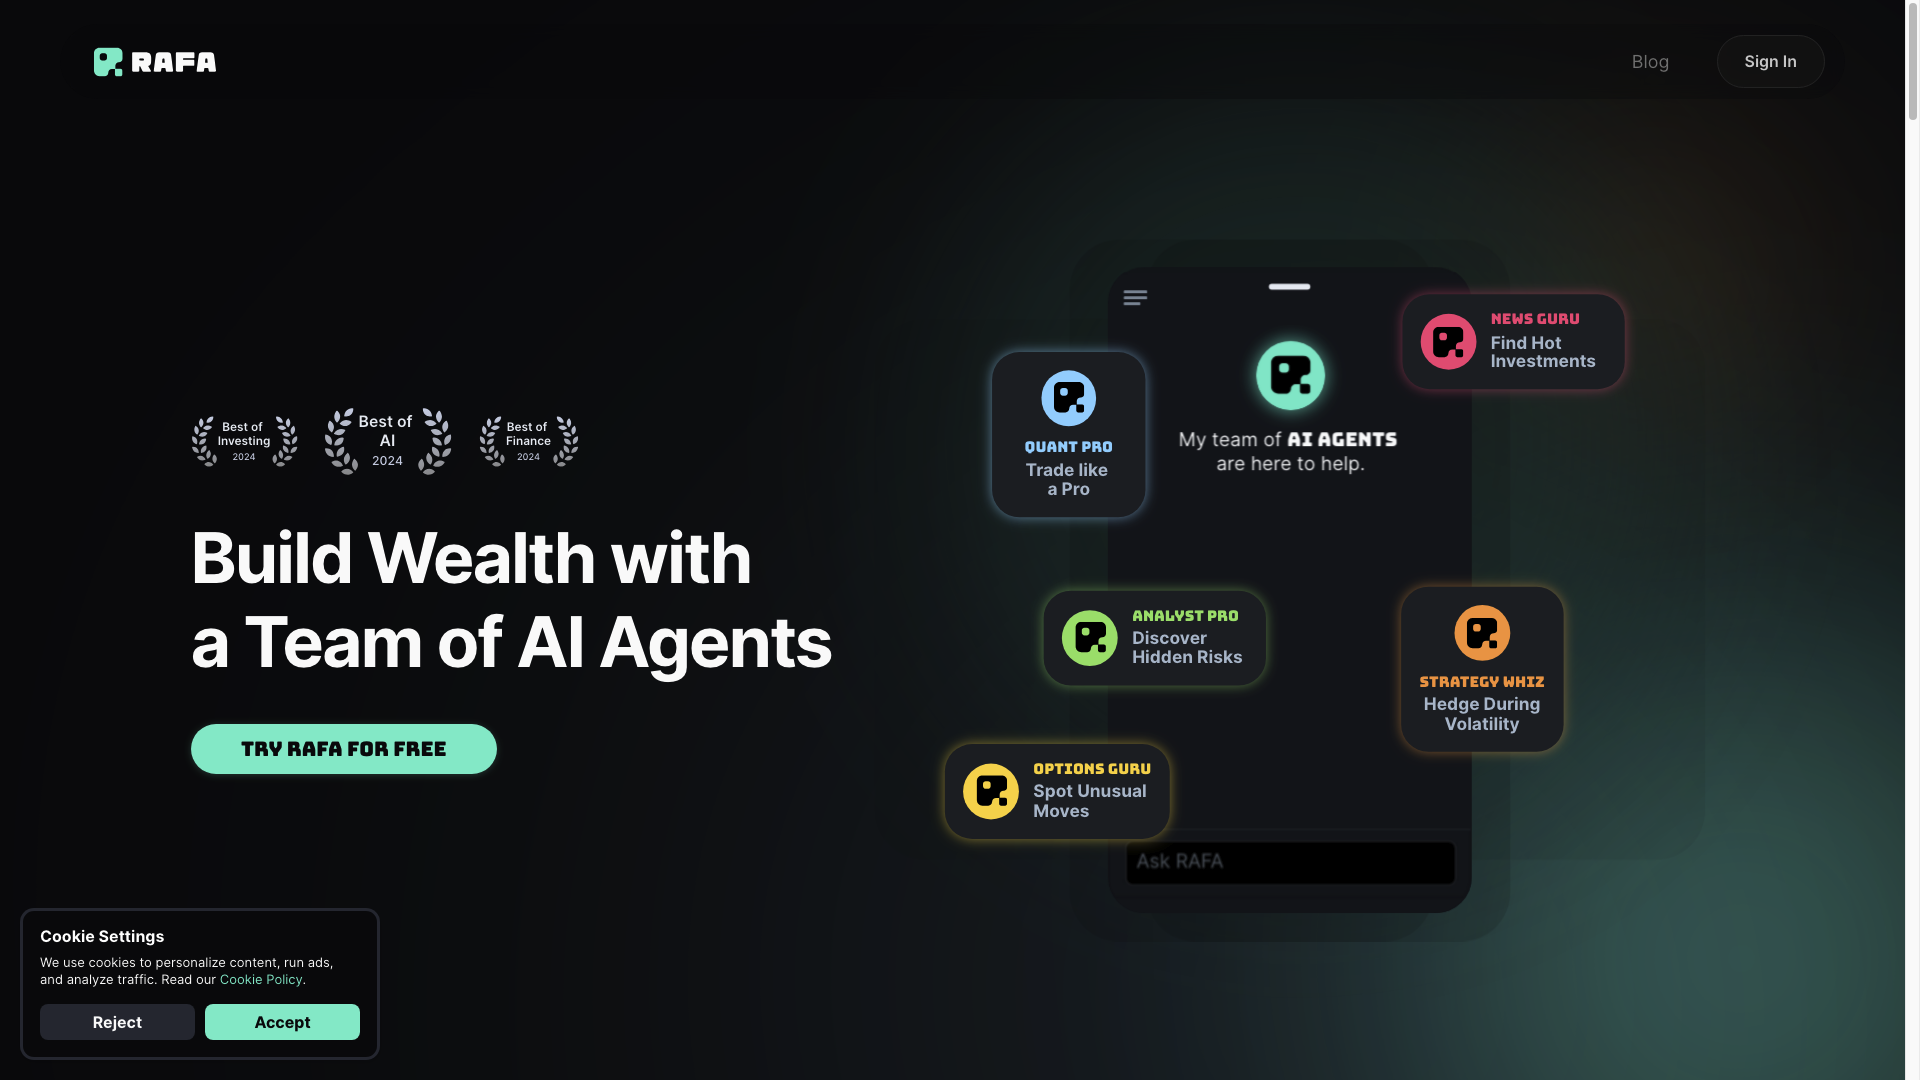 RAFA
Blog
Sign In
Best of
Investing
2024
Best of
AI
2024
Best of
Finance
2024
Build Wealth with
a Team of AI Agents
TRY RAFA FOR FREE
My team of AI AGENTS
are here to help.
QUANT PRO
Trade like
a Pro
NEWS GURU
Find Hot
Investments
ANALYST PRO
Discover
Hidden Risks
STRATEGY WHIZ
Hedge During
Volatility
OPTIONS GURU
Spot Unusual
Moves
Ask RAFA
Cookie Settings
We use cookies to personalize content, run ads,
and analyze traffic. Read our Cookie Policy.
Reject
Accept